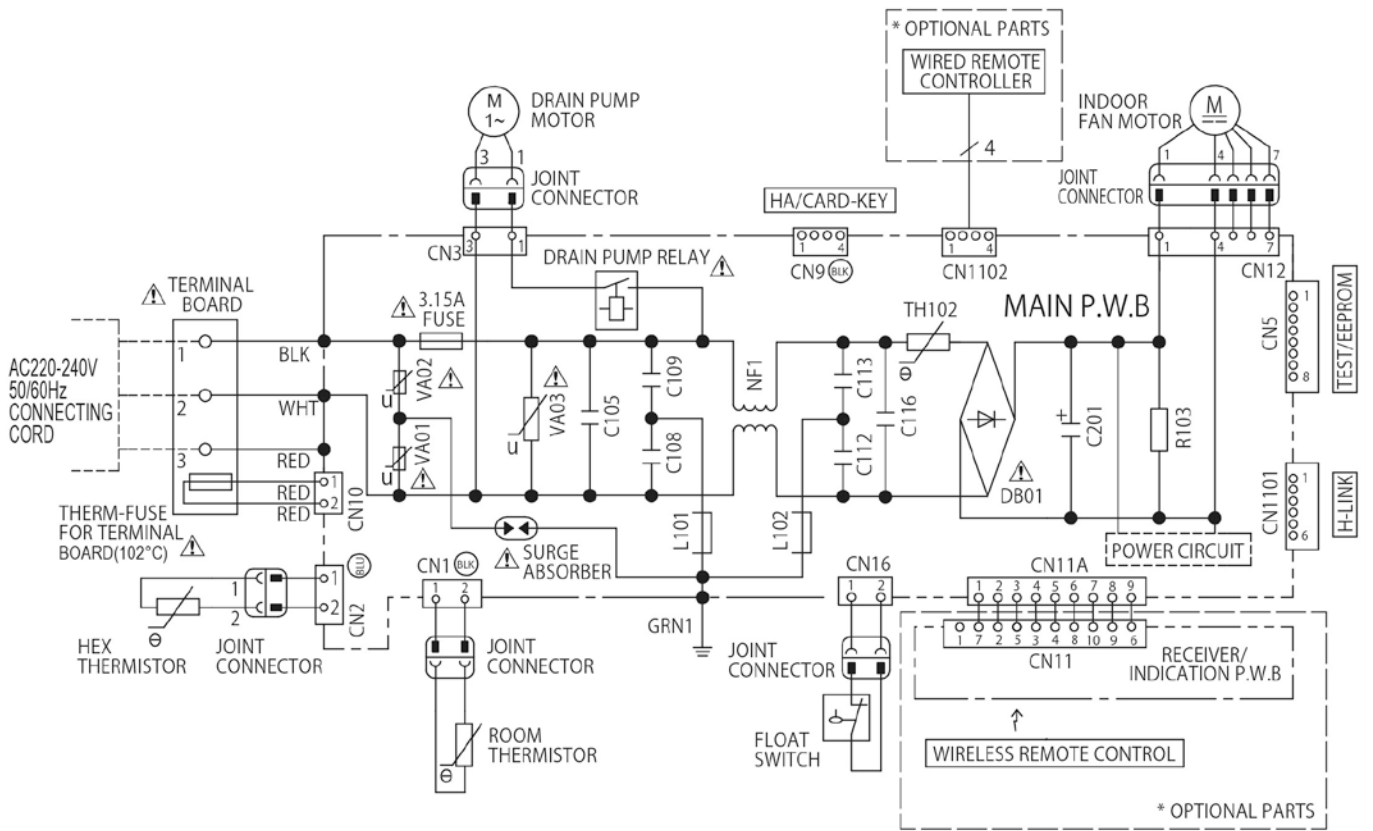 * OPTIONAL PARTS
WIRED REMOTE
CONTROLLER
4
M
1~
DRAIN PUMP
MOTOR
3
1
JOINT
CONNECTOR
INDOOR
FAN MOTOR
M
1
4
7
JOINT
CONNECTOR
HA/CARD-KEY
CN3
3
1
DRAIN PUMP RELAY
1
4
CN9
BLK
1
4
CN1102
1
4
7
CN12
TERMINAL
BOARD
3.15A
FUSE
TH102
MAIN P.W.B
CN5
1
8
TEST/EEPROM
AC220-240V
50/60Hz
CONNECTING
CORD
1
2
3
BLK
WHT
RED
RED
RED
1
2
CN10
VA02
u
VA01
u
VA03
u
C105
C109
C108
NF1
C113
C112
C116
θ
DB01
+
C201
R103
POWER CIRCUIT
CN1101
1
6
H-LINK
THERM-FUSE
FOR TERMINAL
BOARD(102°C)
SURGE
ABSORBER
L101
L102
HEX
THERMISTOR
θ
1
2
JOINT
CONNECTOR
1
2
CN2
BLU
CN1
BLK
1
2
JOINT
CONNECTOR
ROOM
THERMISTOR
θ
GRN1
CN16
1
2
JOINT
CONNECTOR
FLOAT
SWITCH
CN11A
1 2 3 4 5 6 7 8 9
1 7 2 5 3 4 8 10 9 6
CN11
RECEIVER/
INDICATION P.W.B
WIRELESS REMOTE CONTROL
* OPTIONAL PARTS